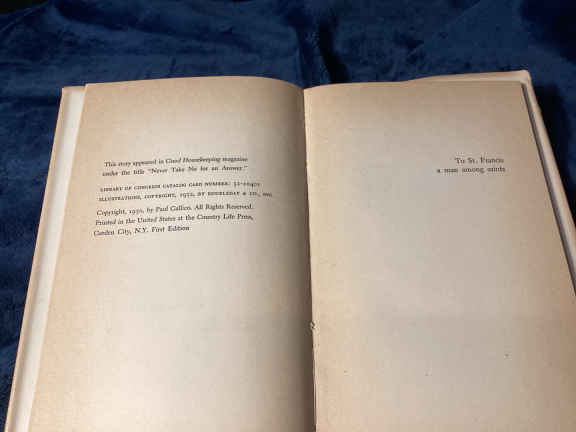 This story appeared in Good Housekeeping magazine
under the title "Never Take No for an Answer."
LIBRARY OF CONGRESS CATALOG CARD NUMBER: 52-10401
ILLUSTRATIONS, COPYRIGHT, 1952, BY DOUBLEDAY & CO., INC.
Copyright, 1950, by Paul Gallico. All Rights Reserved.
Printed in the United States at the Country Life Press,
Garden City, N.Y. First Edition
To St. Francis
a man among saints